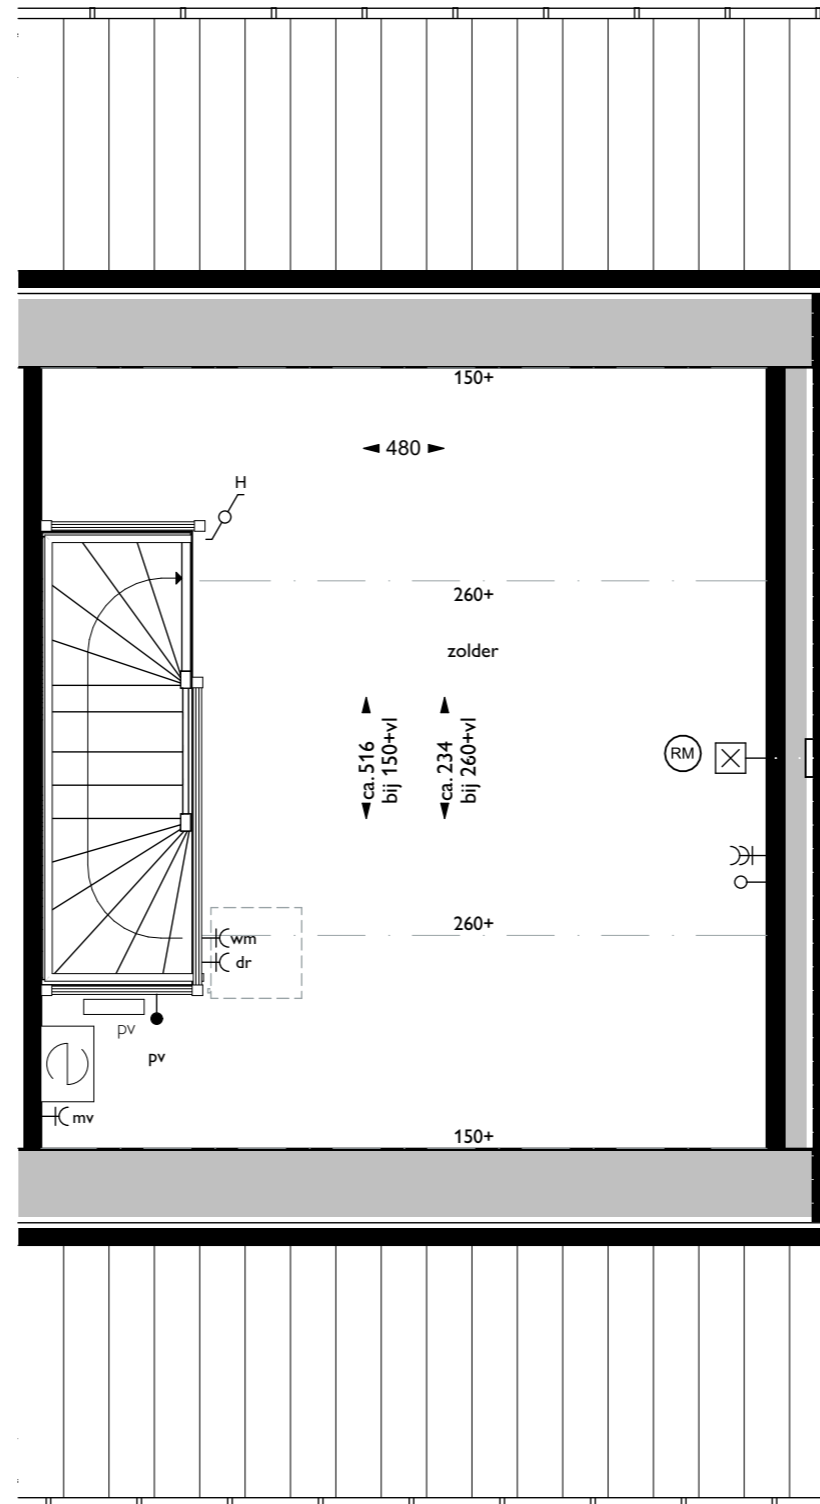 150+
480
H
260+
zolder
ca. 516
bij 150+vl
ca. 234
bij 260+vl
RM
260+
wm
dr
pv
pv
mv
150+